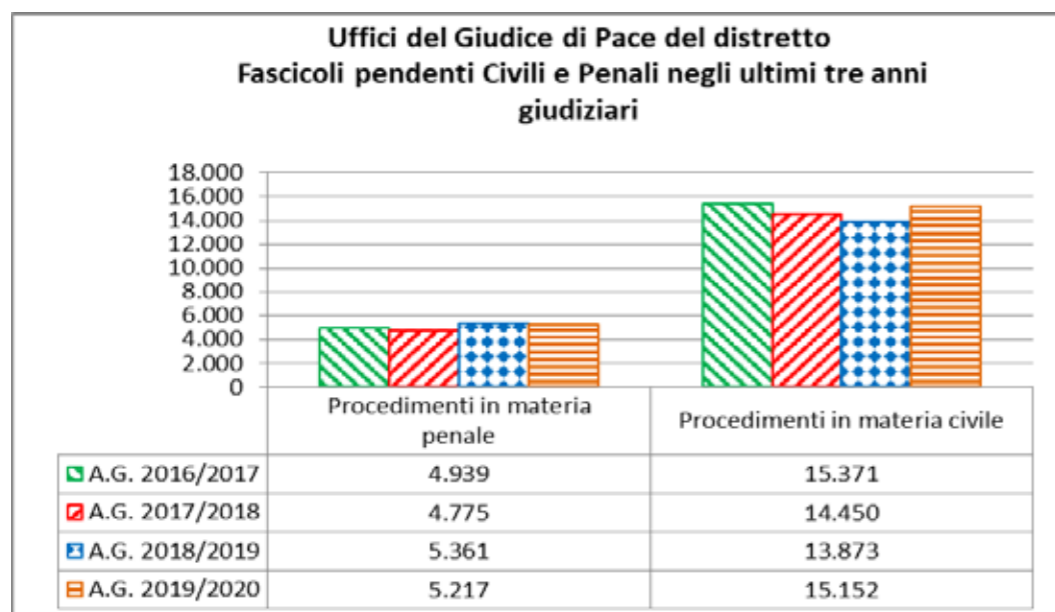 Uffici del Giudice di Pace del distretto
Fascicoli pendenti Civili e Penali negli ultimi tre anni
giudiziari
18.000
16.000
14.000
12.000
10.000
8.000
6.000
4.000
2.000
0
Procedimenti in materia
penale
Procedimenti in materia civile
A.G. 2016/2017 4.939 15.371
A.G. 2017/2018 4.775 14.450
A.G. 2018/2019 5.361 13.873
A.G. 2019/2020 5.217 15.152